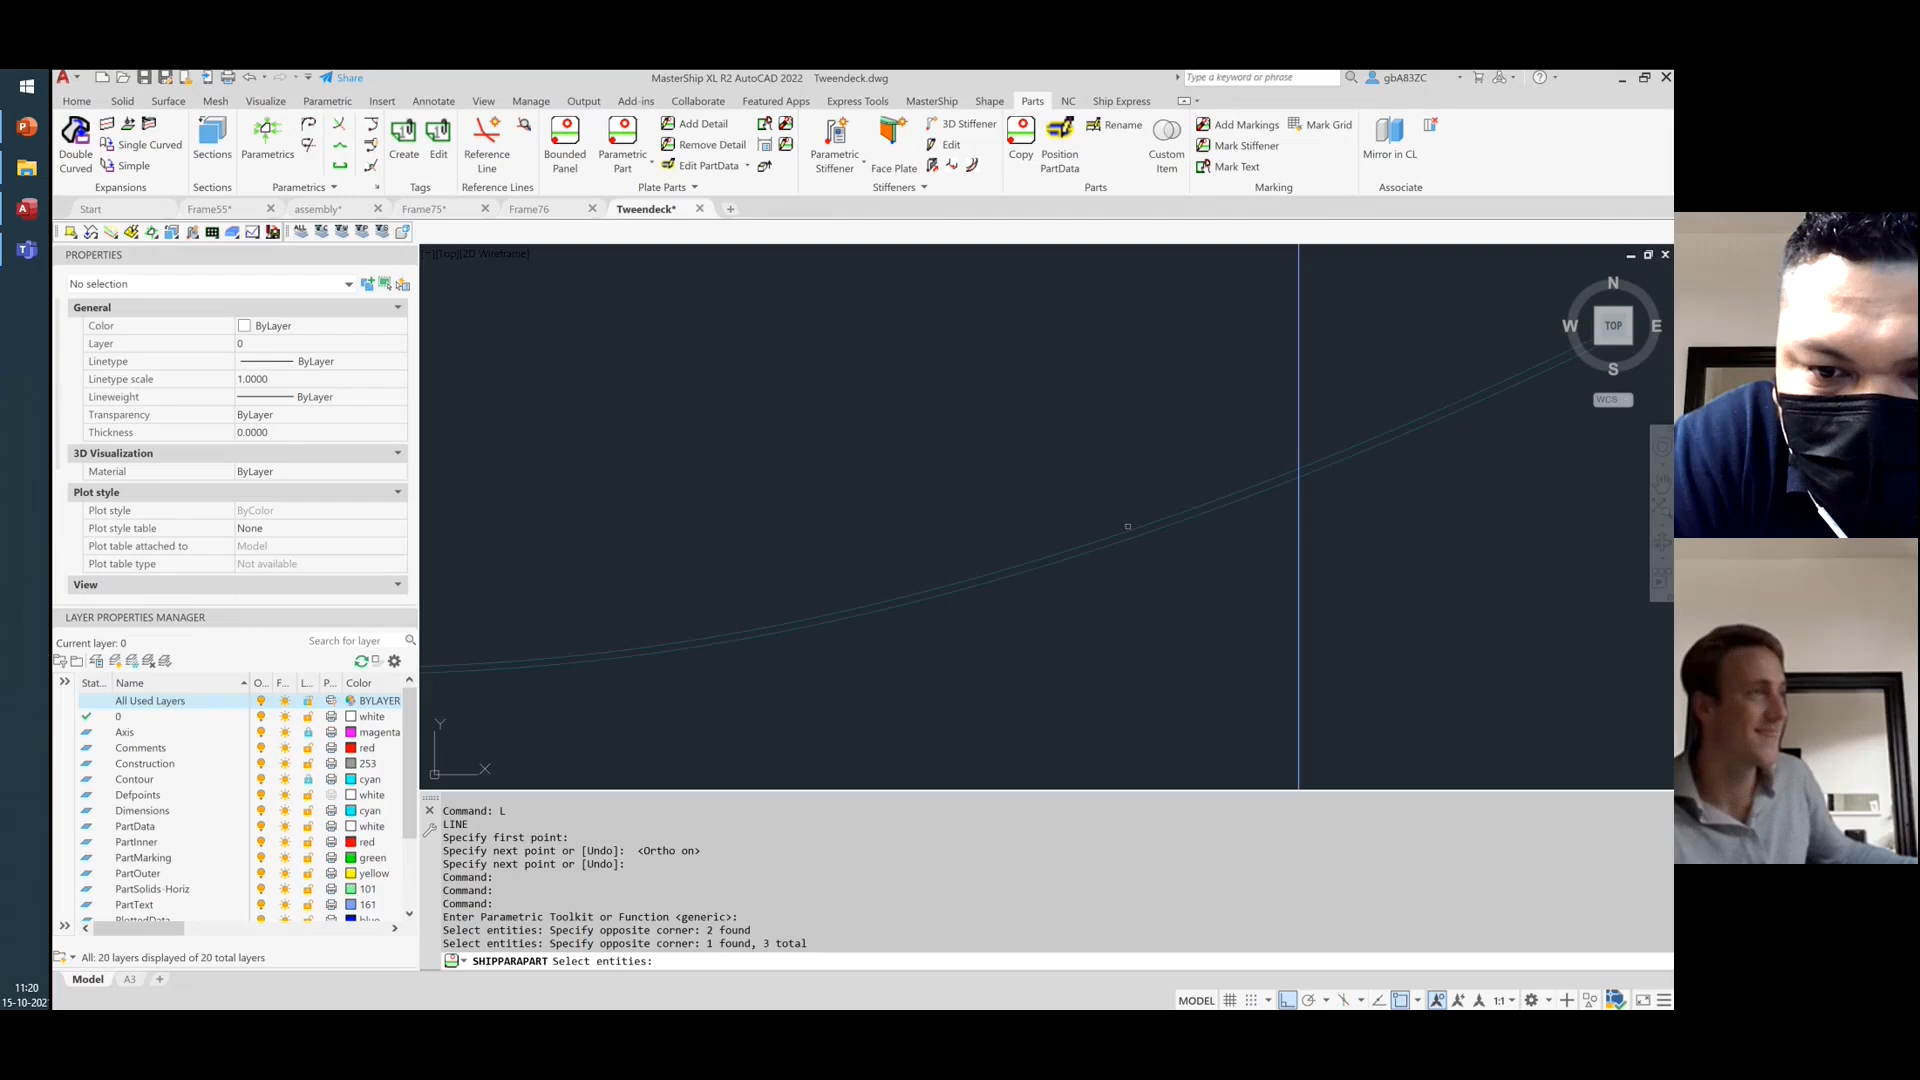 Share
MasterShip XL R2 AutoCAD 2022 Tweendeck.dwg
Type a keyword or phrase
gbA83ZC
Home Solid Surface Mesh Visualize Parametric Insert Annotate View Manage Output Add-ins Collaborate Featured Apps Express Tools MasterShip Shape Parts NC Ship Express
Double Curved
Single Curved
Simple
Expansions
Sections
Sections
Parametrics
Parametrics
Create
Edit
Tags
Reference Line
Reference Lines
Bounded Panel
Parametric Part
Add Detail
Remove Detail
Edit PartData
Plate Parts
Parametric Stiffener
Face Plate
3D Stiffener
Edit
Stiffeners
Copy
Position PartData
Rename
Custom Item
Parts
Add Markings
Mark Grid
Mark Stiffener
Mark Text
Marking
Mirror in CL
Associate
Start Frame55* assembly* Frame75* Frame76 Tweendeck*
PROPERTIES
No selection
General
Color ByLayer
Layer 0
Linetype ByLayer
Linetype scale 1.0000
Lineweight ByLayer
Transparency ByLayer
Thickness 0.0000
3D Visualization
Material ByLayer
Plot style
Plot style ByColor
Plot style table None
Plot table attached to Model
Plot table type Not available
View
LAYER PROPERTIES MANAGER
Current layer: 0
Search for layer
Stat... Name O... F... L... P... Color
All Used Layers BYLAYER
0 white
Axis magenta
Comments red
Construction 253
Contour cyan
Defpoints white
Dimensions cyan
PartData white
PartInner red
PartMarking green
PartOuter yellow
PartSolids-Horiz 101
PartText 161
PlottedData blue
All: 20 layers displayed of 20 total layers
[−][Top][2D Wireframe]
N
W TOP E
S
WCS
Y
X
Command: L
LINE
Specify first point:
Specify next point or [Undo]: <Ortho on>
Specify next point or [Undo]:
Command:
Command:
Command:
Enter Parametric Toolkit or Function <generic>:
Select entities: Specify opposite corner: 2 found
Select entities: Specify opposite corner: 1 found, 3 total
SHIPPARAPART Select entities:
Model A3
MODEL
1:1
11:20
15-10-202